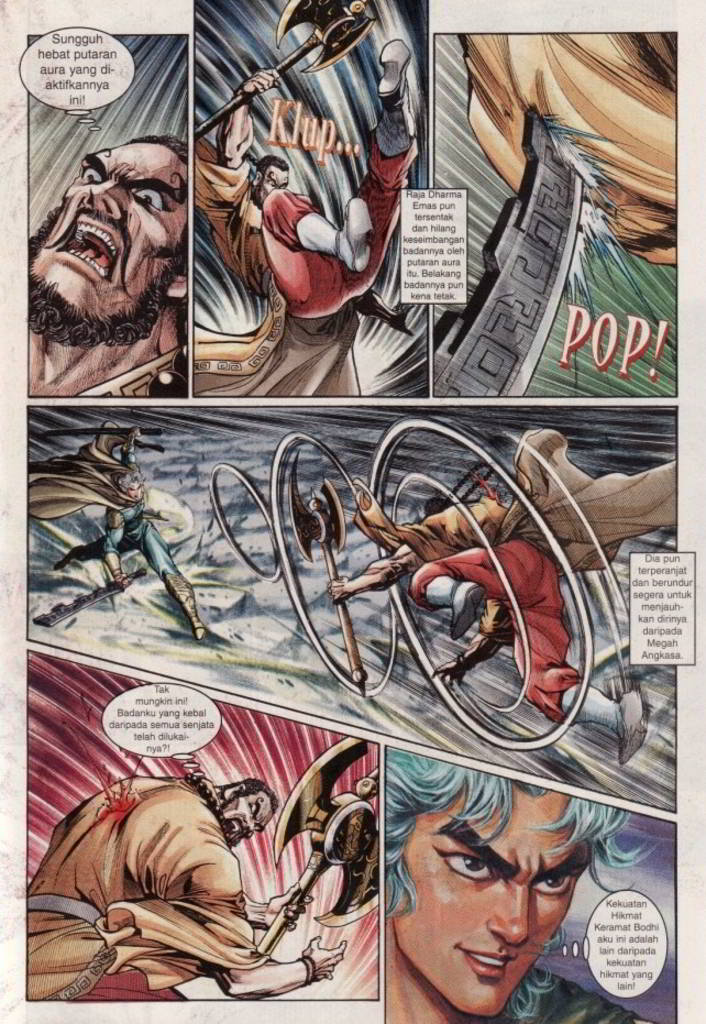 Sungguh
hebat putaran
aura yang di-
aktifkannya
ini!
Klup...
Raja Dharma
Emas pun
tersentak
dan hilang
keseimbangan
badannya oleh
putaran aura
itu. Belakang
badannya pun
kena tetak.
POP!
Dia pun
terperanjat
dan berundur
segera untuk
menjauh-
kan dirinya
daripada
Megah
Angkasa.
Tak
mungkin ini!
Badanku yang kebal
daripada semua senjata
telah dilukai-
nya?!
Kekuatan
Hikmat
Keramat Bodhi
aku ini adalah
lain daripada
kekuatan
hikmat yang
lain!